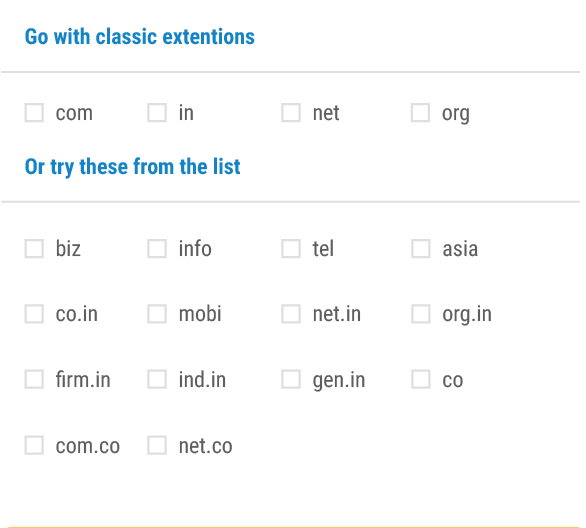 Go with classic extentions
com in net org
Or try these from the list
biz info tel asia
co.in mobi net.in org.in
firm.in ind.in gen.in co
com.co net.co